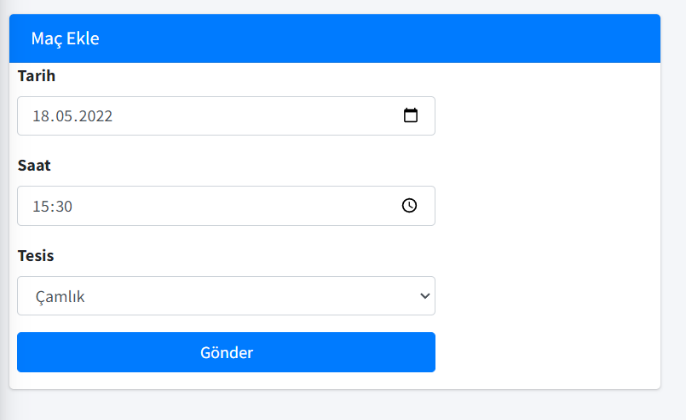 Maç Ekle
Tarih
18.05.2022
Saat
15:30
Tesis
Çamlık
Gönder